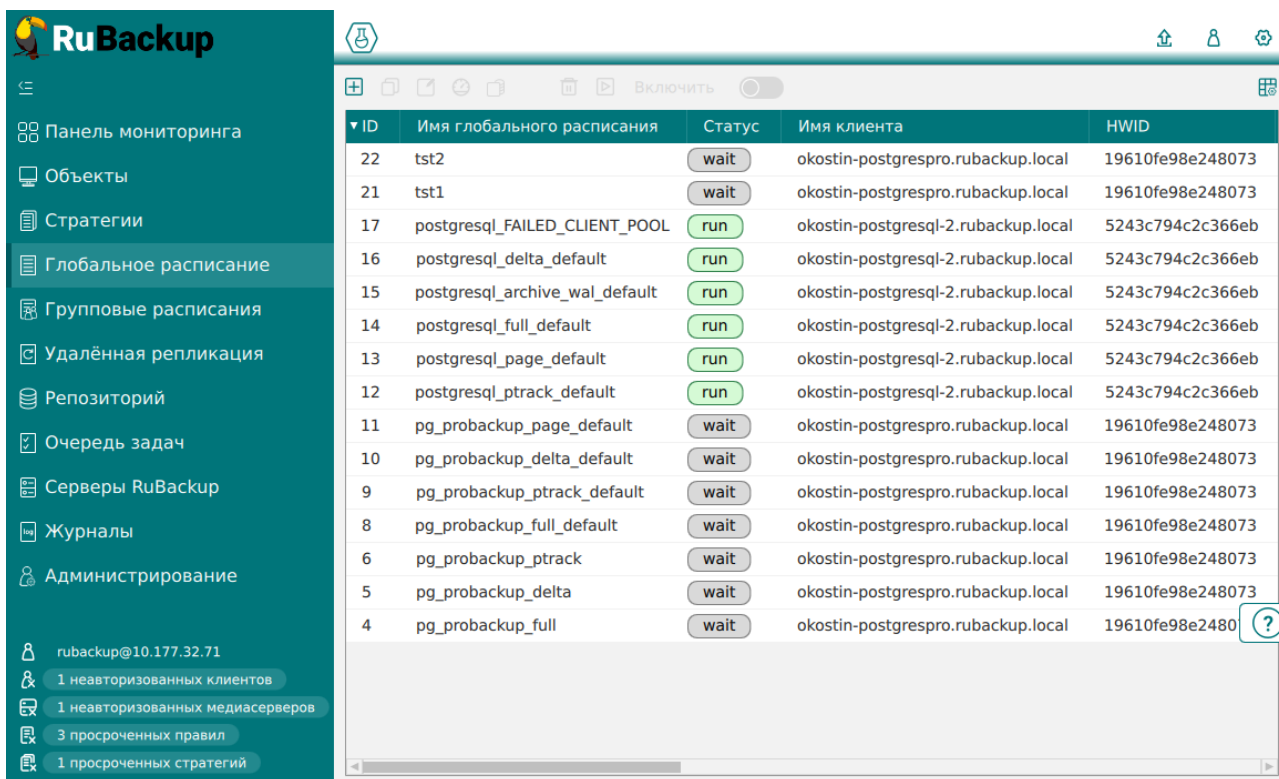 RuBackup
Включить
Панель мониторинга
Объекты
Стратегии
Глобальное расписание
Групповые расписания
Удалённая репликация
Репозиторий
Очередь задач
Серверы RuBackup
Журналы
Администрирование
rubackup@10.177.32.71
1 неавторизованных клиентов
1 неавторизованных медиасерверов
3 просроченных правил
1 просроченных стратегий
ID Имя глобального расписания Статус Имя клиента HWID
22 tst2 wait okostin-postgrespro.rubackup.local 19610fe98e248073
21 tst1 wait okostin-postgrespro.rubackup.local 19610fe98e248073
17 postgresql_FAILED_CLIENT_POOL run okostin-postgresql-2.rubackup.local 5243c794c2c366eb
16 postgresql_delta_default run okostin-postgresql-2.rubackup.local 5243c794c2c366eb
15 postgresql_archive_wal_default run okostin-postgresql-2.rubackup.local 5243c794c2c366eb
14 postgresql_full_default run okostin-postgresql-2.rubackup.local 5243c794c2c366eb
13 postgresql_page_default run okostin-postgresql-2.rubackup.local 5243c794c2c366eb
12 postgresql_ptrack_default run okostin-postgresql-2.rubackup.local 5243c794c2c366eb
11 pg_probackup_page_default wait okostin-postgrespro.rubackup.local 19610fe98e248073
10 pg_probackup_delta_default wait okostin-postgrespro.rubackup.local 19610fe98e248073
9 pg_probackup_ptrack_default wait okostin-postgrespro.rubackup.local 19610fe98e248073
8 pg_probackup_full_default wait okostin-postgrespro.rubackup.local 19610fe98e248073
6 pg_probackup_ptrack wait okostin-postgrespro.rubackup.local 19610fe98e248073
5 pg_probackup_delta wait okostin-postgrespro.rubackup.local 19610fe98e248073
4 pg_probackup_full wait okostin-postgrespro.rubackup.local 19610fe98e2480
?